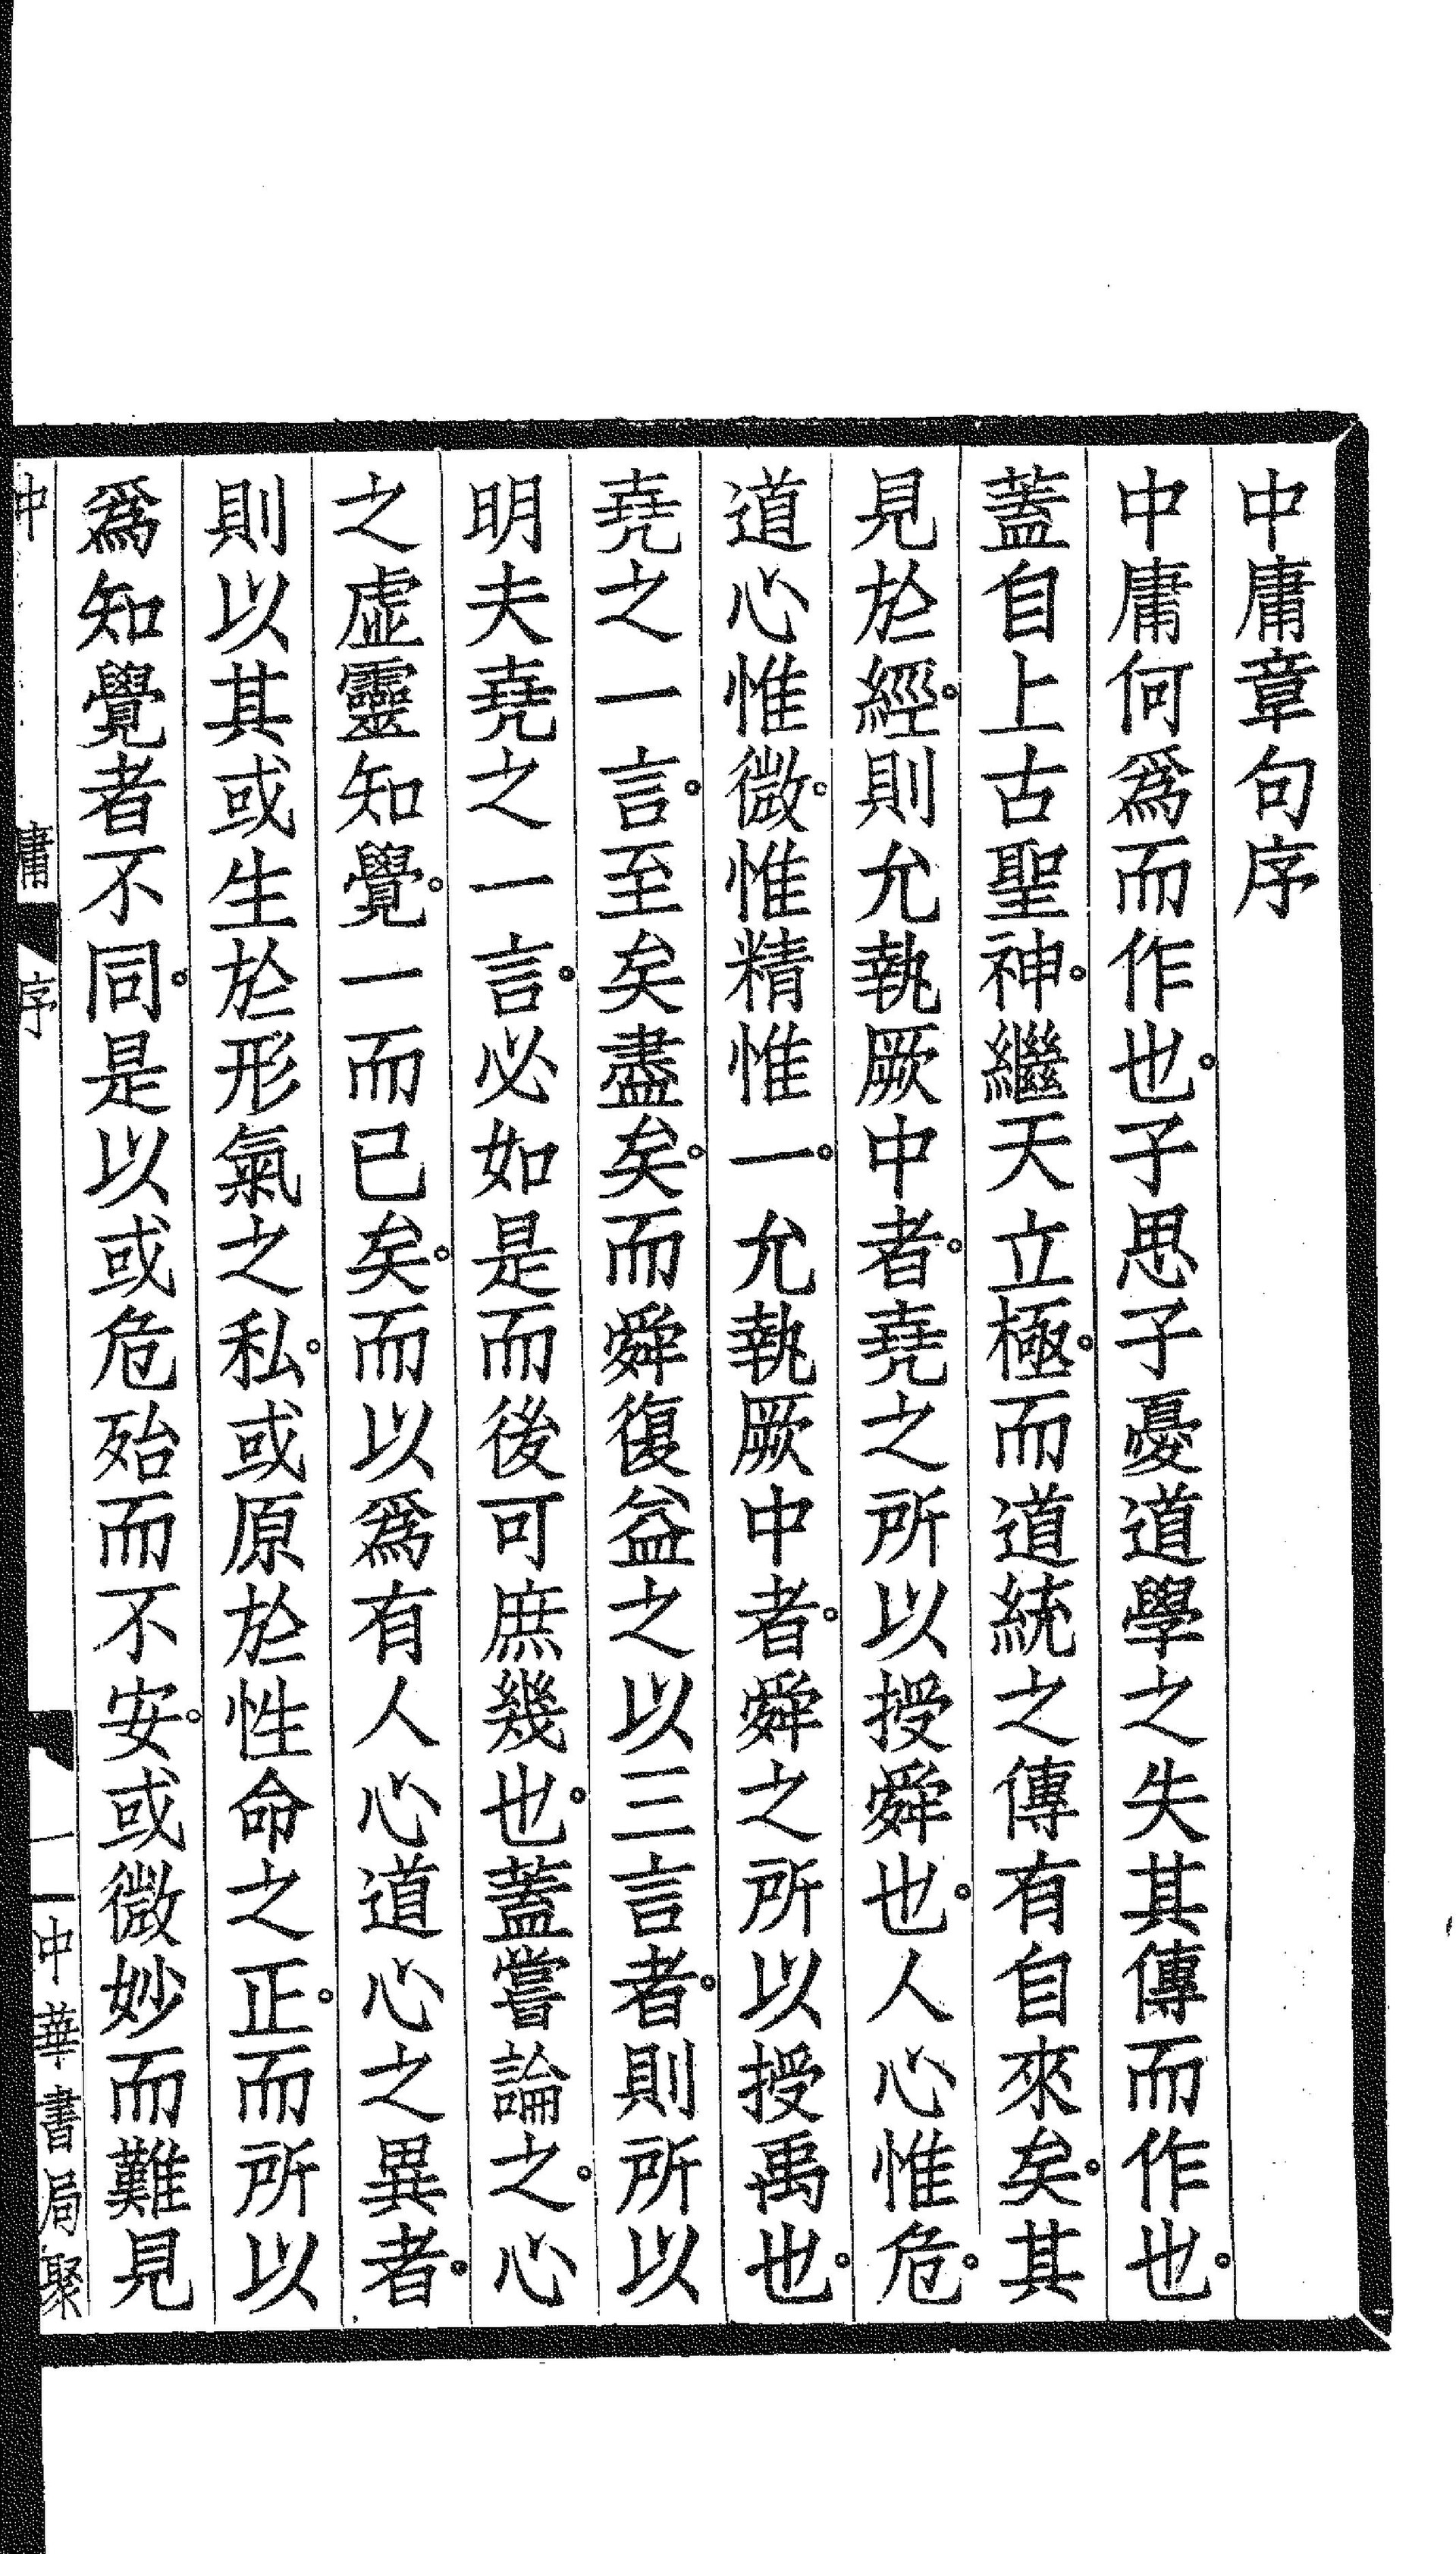 中庸章句序
中庸何爲而作也。子思子憂道學之失其傳而作也。
蓋自上古聖神。繼天立極。而道統之傳有自來矣。其
見於經。則允執厥中者。堯之所以授舜也。人心惟危。
道心惟微。惟精惟一。允執厥中者。舜之所以授禹也。
堯之一言。至矣盡矣。而舜復益之以三言者。則所以
明夫堯之一言。必如是而後可庶幾也。蓋嘗論之。心
之虛靈知覺。一而已矣。而以爲有人心道心之異者。
則以其或生於形氣之私。或原於性命之正。而所以
爲知覺者不同。是以或危殆而不安。或微妙而難見
中庸 序 一 中華書局聚